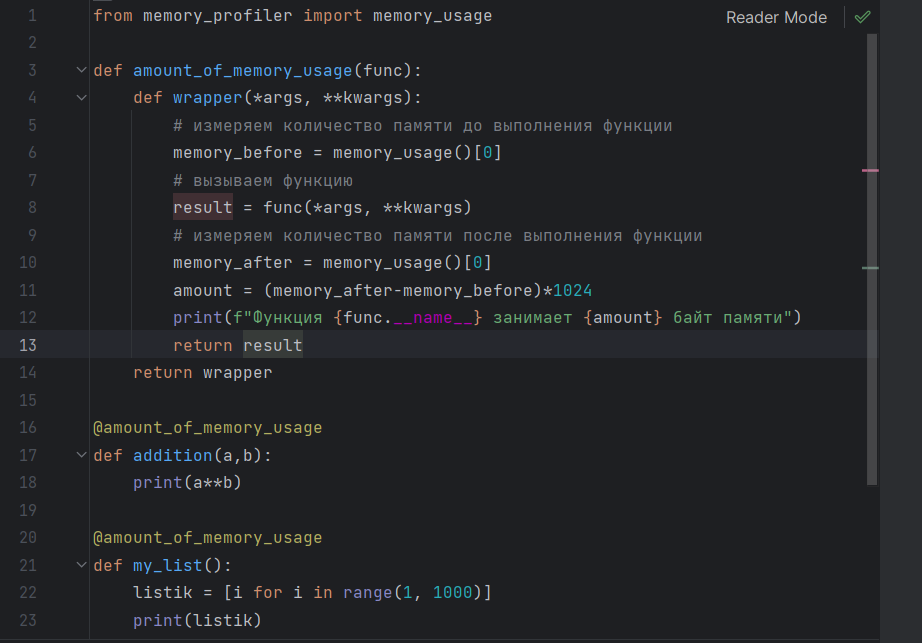 Reader Mode
1 from memory_profiler import memory_usage
2
3 def amount_of_memory_usage(func):
4     def wrapper(*args, **kwargs):
5         # измеряем количество памяти до выполнения функции
6         memory_before = memory_usage()[0]
7         # вызываем функцию
8         result = func(*args, **kwargs)
9         # измеряем количество памяти после выполнения функции
10         memory_after = memory_usage()[0]
11         amount = (memory_after-memory_before)*1024
12         print(f"Функция {func.__name__} занимает {amount} байт памяти")
13         return result
14     return wrapper
15
16 @amount_of_memory_usage
17 def addition(a,b):
18     print(a**b)
19
20 @amount_of_memory_usage
21 def my_list():
22     listik = [i for i in range(1, 1000)]
23     print(listik)